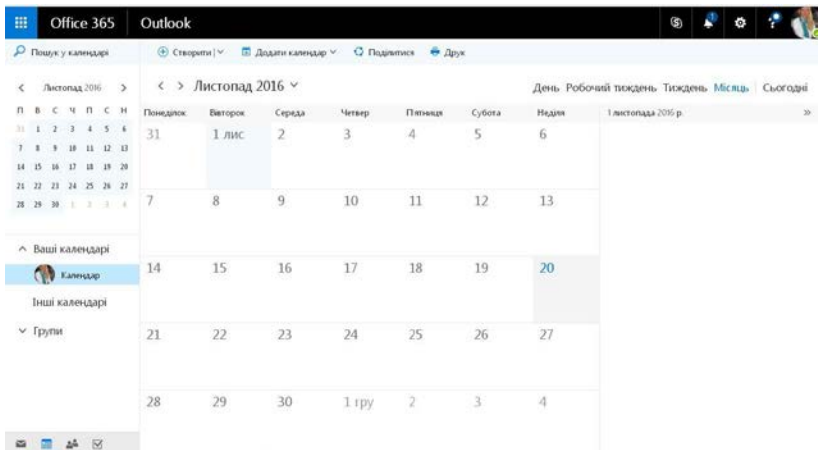 Office 365 Outlook
Пошук у календарі
Створити Додати календар Поділитися Друк
Листопад 2016
П В С Ч П С Н
31 1 2 3 4 5 6
7 8 9 10 11 12 13
14 15 16 17 18 19 20
21 22 23 24 25 26 27
28 29 30 1 2 3 4
Ваші календарі
Календар
Інші календарі
Групи
Листопад 2016
День Робочий тиждень Тиждень Місяць Сьогодні
Понеділок Вівторок Середа Четвер П'ятниця Субота Неділя
1 листопада 2016 р.
31 1 лис 2 3 4 5 6
7 8 9 10 11 12 13
14 15 16 17 18 19 20
21 22 23 24 25 26 27
28 29 30 1 гру 2 3 4